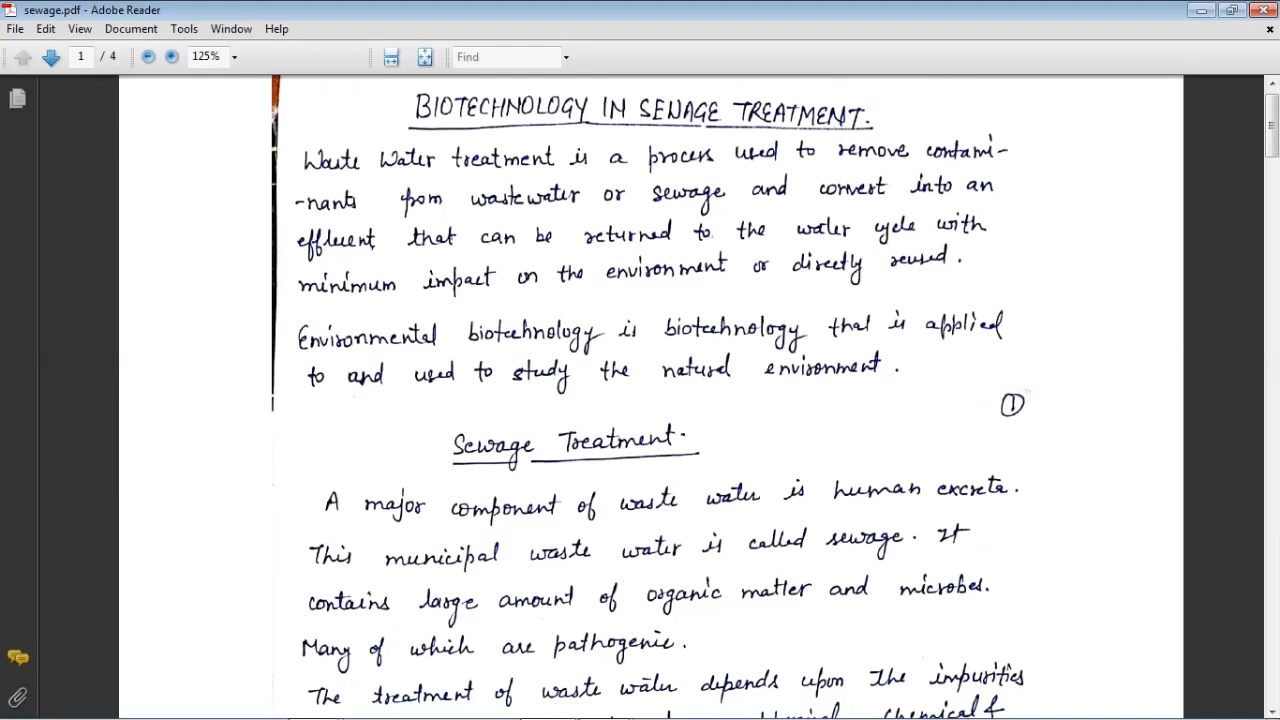 sewage.pdf - Adobe Reader
File Edit View Document Tools Window Help
1 / 4 125% Find
BIOTECHNOLOGY IN SEWAGE TREATMENT.
Waste Water treatment is a process used to remove contami-
-nants from wastewater or sewage and convert into an
effluent that can be returned to the water cycle with
minimum impact on the environment or directly reused.
Environmental biotechnology is biotechnology that is applied
to and used to study the natural environment.
1
Sewage Treatment.
A major component of waste water is human excreta.
This municipal waste water is called sewage. It
contains large amount of organic matter and microbes.
Many of which are pathogenic.
The treatment of waste water depends upon the impurities
chemical &